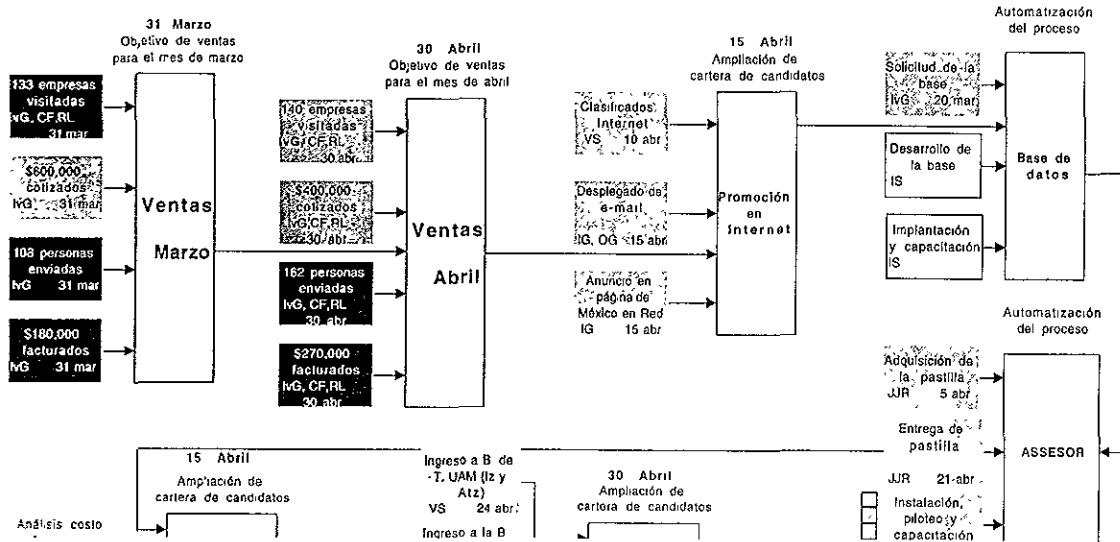 31 Marzo
Objetivo de ventas
para el mes de marzo
133 empresas
visitadas
IvG, CF,RL
31 mar
$600,000
cotizados
IvG 31 mar
108 personas
enviadas
IvG 31 mar
$180,000
facturados
IvG 31 mar
Ventas
Marzo
30 Abril
Objetivo de ventas
para el mes de abril
140 empresas
visitadas
IVG, CF,RL
30 abr
$400,000
cotizados
IvG,CF,RL
30 abr
162 personas
enviadas
IvG, CF,RL
30 abr
$270,000
facturados
IvG, CF,RL
30 abr
Ventas
Abril
15 Abril
Ampliación de
cartera de candidatos
Clasificados
Internet
VS 10 abr
Desplegado de
e-mail
IG, OG 15 abr
Anuncio en
página de
México en Red
IG 15 abr
Promoción
en
Internet
Automatización
del proceso
Solicitud de la
base
IvG 20 mar
Desarrollo de
la base
IS
Implantación
y capacitación
IS
Base de
datos
Automatización
del proceso
Adquisición de
la pastilla
JJR 5 abr
Entrega de
pastilla
JJR 21-abr
Instalación,
piloteo y
capacitación
ASSESOR
15 Abril
Ampliación de
cartera de candidatos
Análisis costo
Ingreso a B de
-T. UAM (Iz y
Atz)
VS 24 abr
Ingreso a la B
30 Abril
Ampliación de
cartera de candidatos